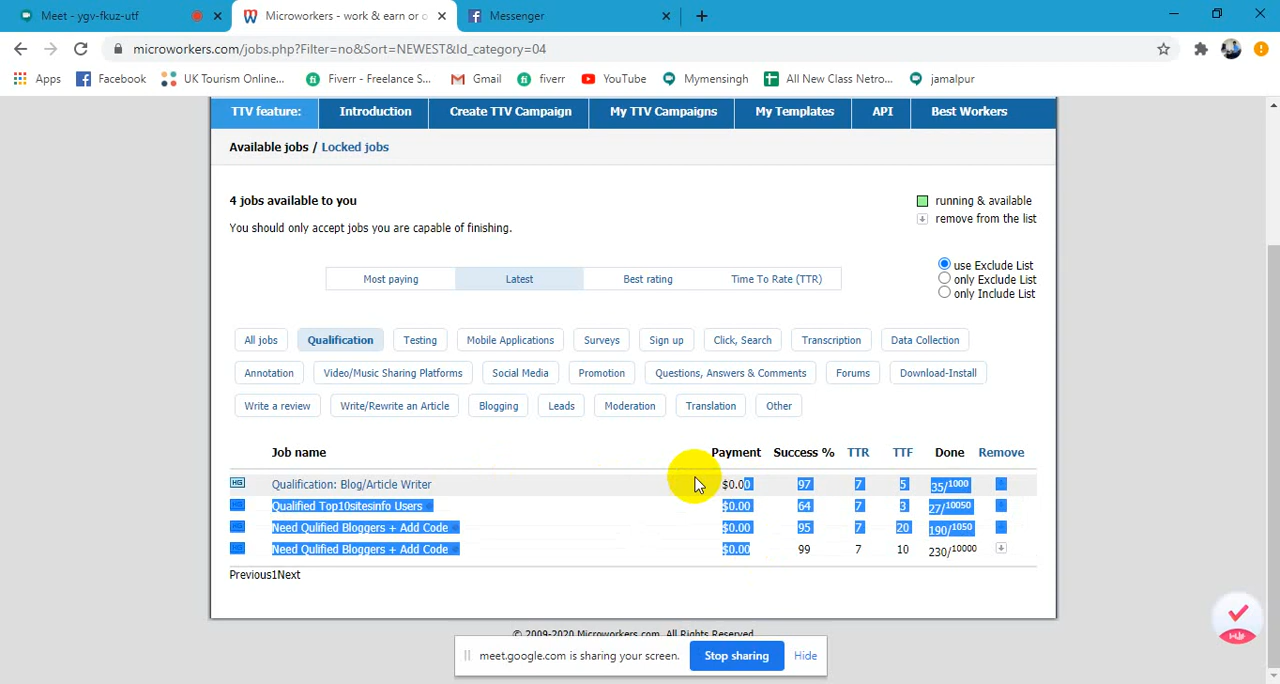 Meet - ygv-fkuz-utf
Microworkers - work & earn or o
Messenger
microworkers.com/jobs.php?Filter=no&Sort=NEWEST&Id_category=04
Apps Facebook UK Tourism Online... Fiverr - Freelance S... Gmail fiverr YouTube Mymensingh All New Class Netro... jamalpur
TTV feature: Introduction Create TTV Campaign My TTV Campaigns My Templates API Best Workers
Available jobs / Locked jobs
4 jobs available to you
running & available
remove from the list
You should only accept jobs you are capable of finishing.
use Exclude List
only Exclude List
only Include List
Most paying Latest Best rating Time To Rate (TTR)
All jobs Qualification Testing Mobile Applications Surveys Sign up Click, Search Transcription Data Collection
Annotation Video/Music Sharing Platforms Social Media Promotion Questions, Answers & Comments Forums Download-Install
Write a review Write/Rewrite an Article Blogging Leads Moderation Translation Other
Job name Payment Success % TTR TTF Done Remove
HG Qualification: Blog/Article Writer $0.00 97 7 5 35/1000
HG Qualified Top10sitesinfo Users $0.00 64 7 3 27/10050
HG Need Qulified Bloggers + Add Code $0.00 95 7 20 190/1050
HG Need Qulified Bloggers + Add Code $0.00 99 7 10 230/10000
Previous1Next
© 2009-2020 Microworkers.com. All Rights Reserved
meet.google.com is sharing your screen. Stop sharing Hide